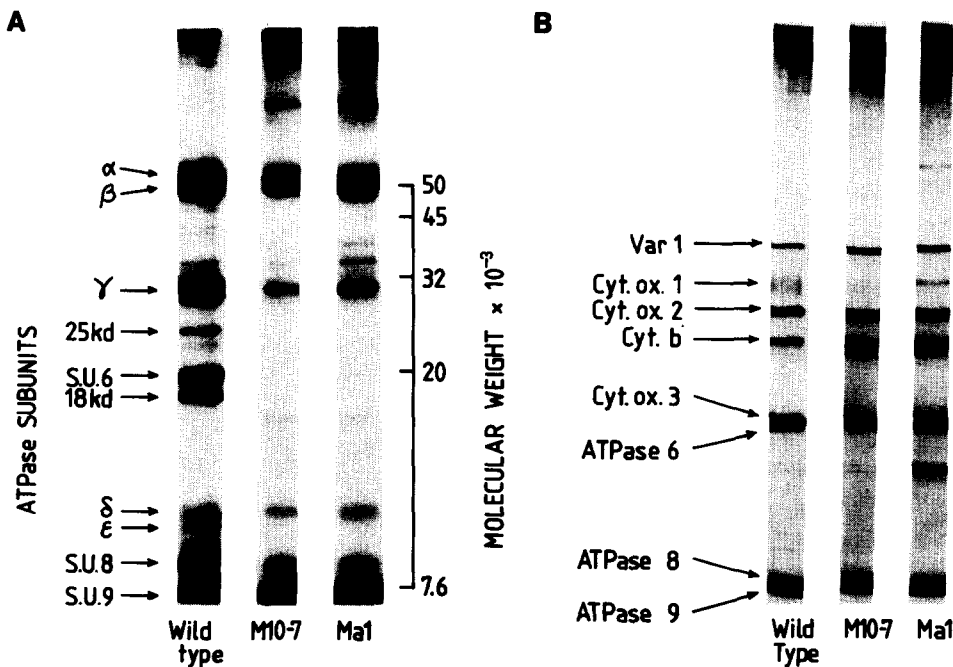 A
ATPase SUBUNITS
α
β
γ
25kd
S.U.6
18kd
δ
ε
S.U.8
S.U.9
Wild type
M10-7
Ma1
50
45
32
20
7.6
MOLECULAR WEIGHT × 10⁻³
B
Var 1
Cyt. ox. 1
Cyt. ox. 2
Cyt. b
Cyt. ox. 3
ATPase 6
ATPase 8
ATPase 9
Wild Type
M10-7
Ma1